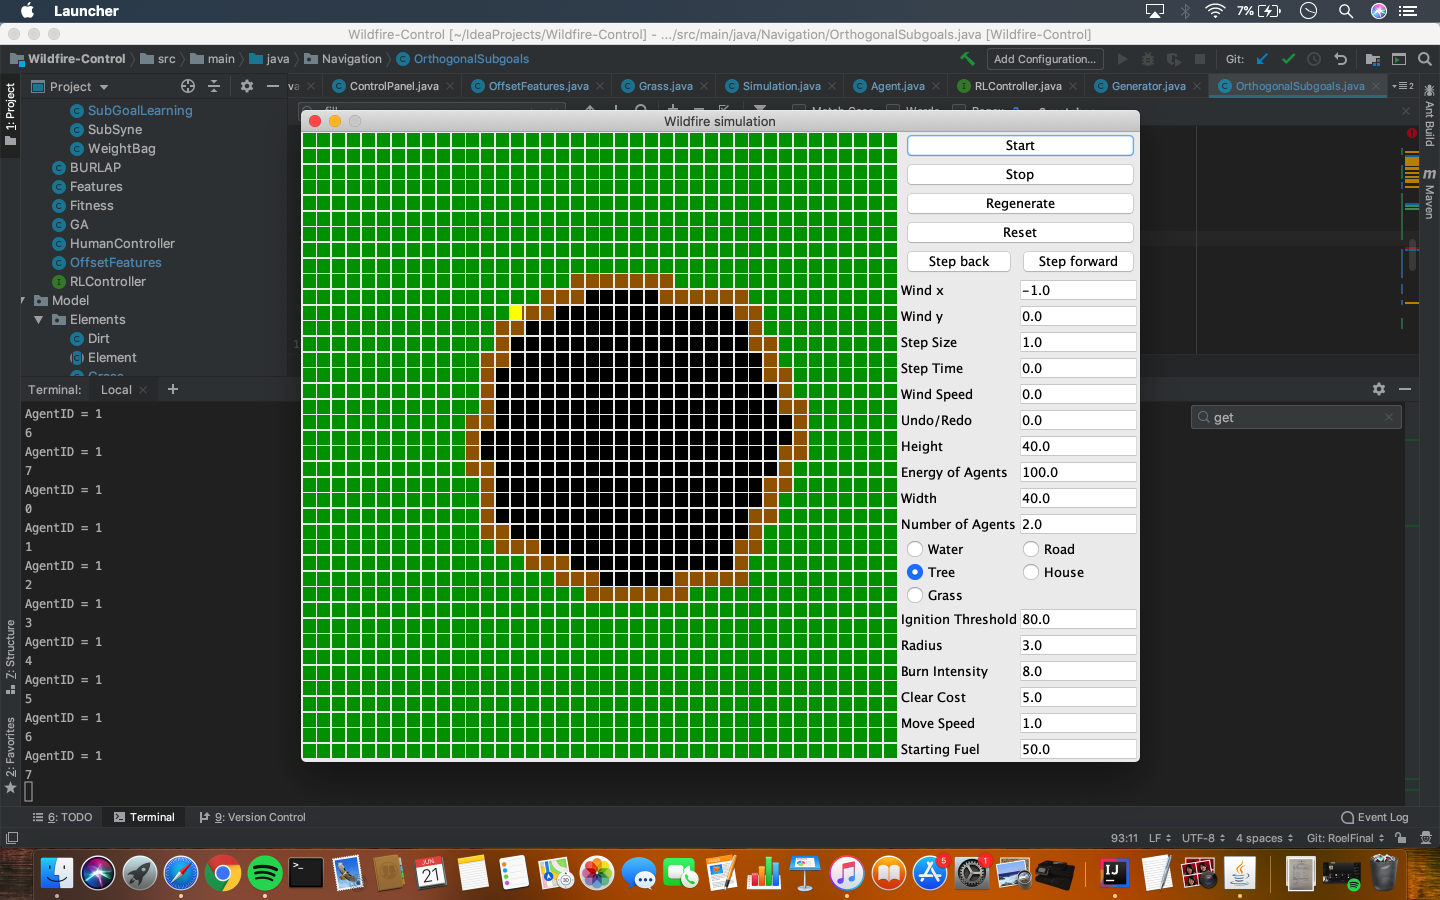 Launcher
7%
Wildfire-Control [~/IdeaProjects/Wildfire-Control] - .../src/main/java/Navigation/OrthogonalSubgoals.java [Wildfire-Control]
Wildfire-Control
src
main
java
Navigation
OrthogonalSubgoals
Add Configuration...
Git:
1: Project
Project
ControlPanel.java
OffsetFeatures.java
Grass.java
Simulation.java
Agent.java
RLController.java
Generator.java
OrthogonalSubgoals.java
Ant Build
Maven
SubGoalLearning
SubSyne
WeightBag
BURLAP
Features
Fitness
GA
HumanController
OffsetFeatures
RLController
Model
Elements
Dirt
Element
Wildfire simulation
Start
Stop
Regenerate
Reset
Step back
Step forward
Wind x
-1.0
Wind y
0.0
Step Size
1.0
Step Time
0.0
Wind Speed
0.0
Undo/Redo
0.0
Height
40.0
Energy of Agents
100.0
Width
40.0
Number of Agents
2.0
Water
Road
Tree
House
Grass
Ignition Threshold
80.0
Radius
3.0
Burn Intensity
8.0
Clear Cost
5.0
Move Speed
1.0
Starting Fuel
50.0
Terminal:
Local
get
AgentID = 1
6
AgentID = 1
7
AgentID = 1
0
AgentID = 1
1
AgentID = 1
2
AgentID = 1
3
AgentID = 1
4
AgentID = 1
5
AgentID = 1
6
AgentID = 1
7
Z: Structure
2: Favorites
6: TODO
Terminal
9: Version Control
Event Log
93:11
LF
UTF-8
4 spaces
Git: RoelFinal
JUN
21
5
1
IJ